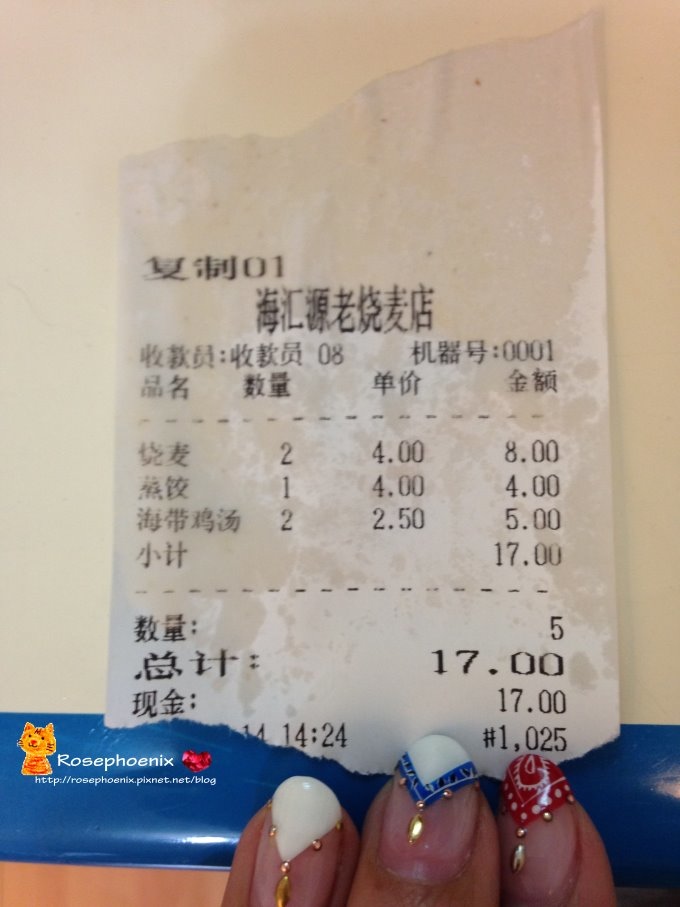 复制01
海汇源老烧麦店
收款员:收款员 08 机器号:0001
品名 数量 单价 金额
烧麦 2 4.00 8.00
蒸饺 1 4.00 4.00
海带鸡汤 2 2.50 5.00
小计 17.00
数量: 5
总计: 17.00
现金: 17.00
14 14:24 #1,025
Rosephoenix
http://rosephoenix.pixnet.net/blog